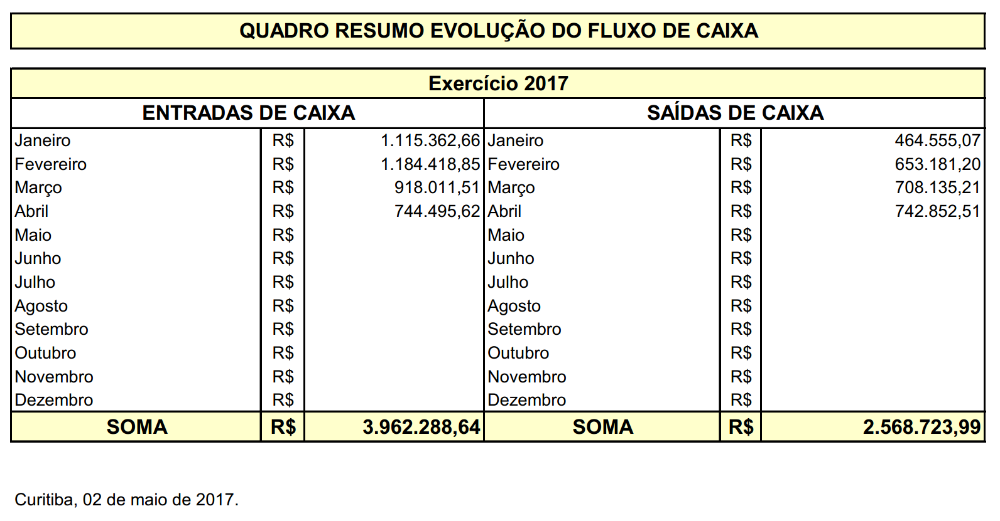 QUADRO RESUMO EVOLUÇÃO DO FLUXO DE CAIXA
Exercício 2017
ENTRADAS DE CAIXA SAÍDAS DE CAIXA
Janeiro R$ 1.115.362,66 Janeiro R$ 464.555,07
Fevereiro R$ 1.184.418,85 Fevereiro R$ 653.181,20
Março R$ 918.011,51 Março R$ 708.135,21
Abril R$ 744.495,62 Abril R$ 742.852,51
Maio R$ Maio R$
Junho R$ Junho R$
Julho R$ Julho R$
Agosto R$ Agosto R$
Setembro R$ Setembro R$
Outubro R$ Outubro R$
Novembro R$ Novembro R$
Dezembro R$ Dezembro R$
SOMA R$ 3.962.288,64 SOMA R$ 2.568.723,99
Curitiba, 02 de maio de 2017.